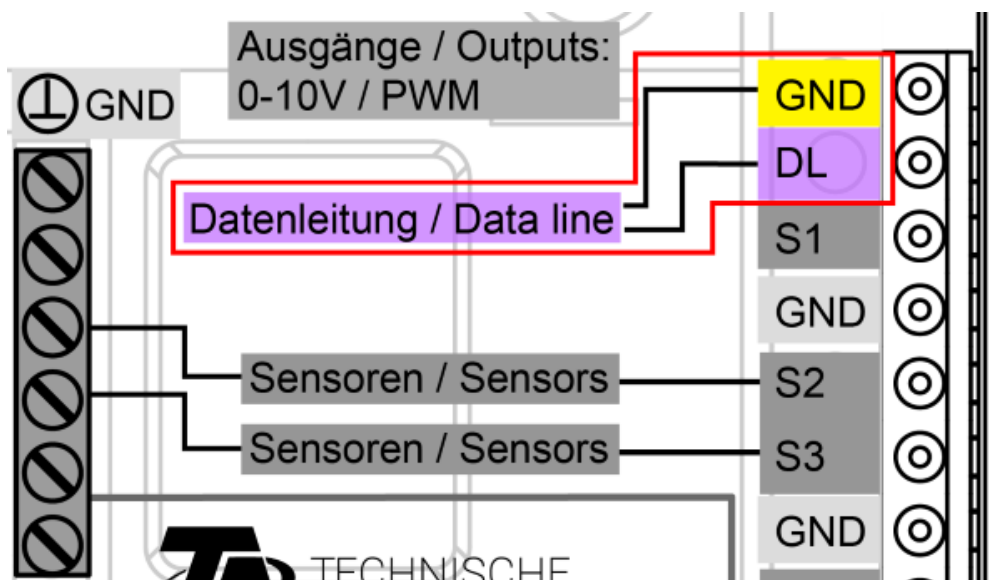 Ausgänge / Outputs:
0-10V / PWM
GND
GND
DL
Datenleitung / Data line
S1
GND
Sensoren / Sensors
S2
Sensoren / Sensors
S3
GND
TA
TECHNISCHE